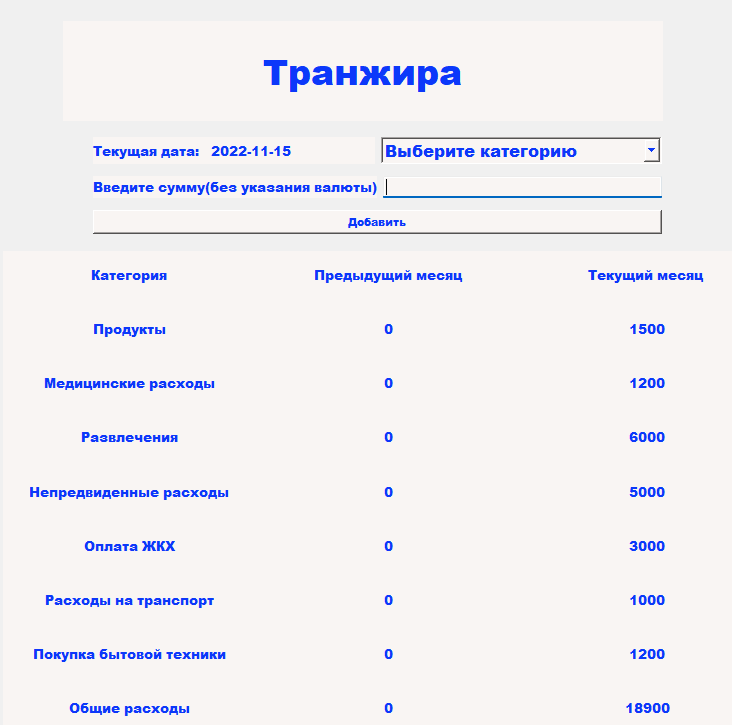 Транжира
Текущая дата: 2022-11-15 Выберите категорию
Введите сумму(без указания валюты)
Добавить
Категория Предыдущий месяц Текущий месяц
Продукты 0 1500
Медицинские расходы 0 1200
Развлечения 0 6000
Непредвиденные расходы 0 5000
Оплата ЖКХ 0 3000
Расходы на транспорт 0 1000
Покупка бытовой техники 0 1200
Общие расходы 0 18900